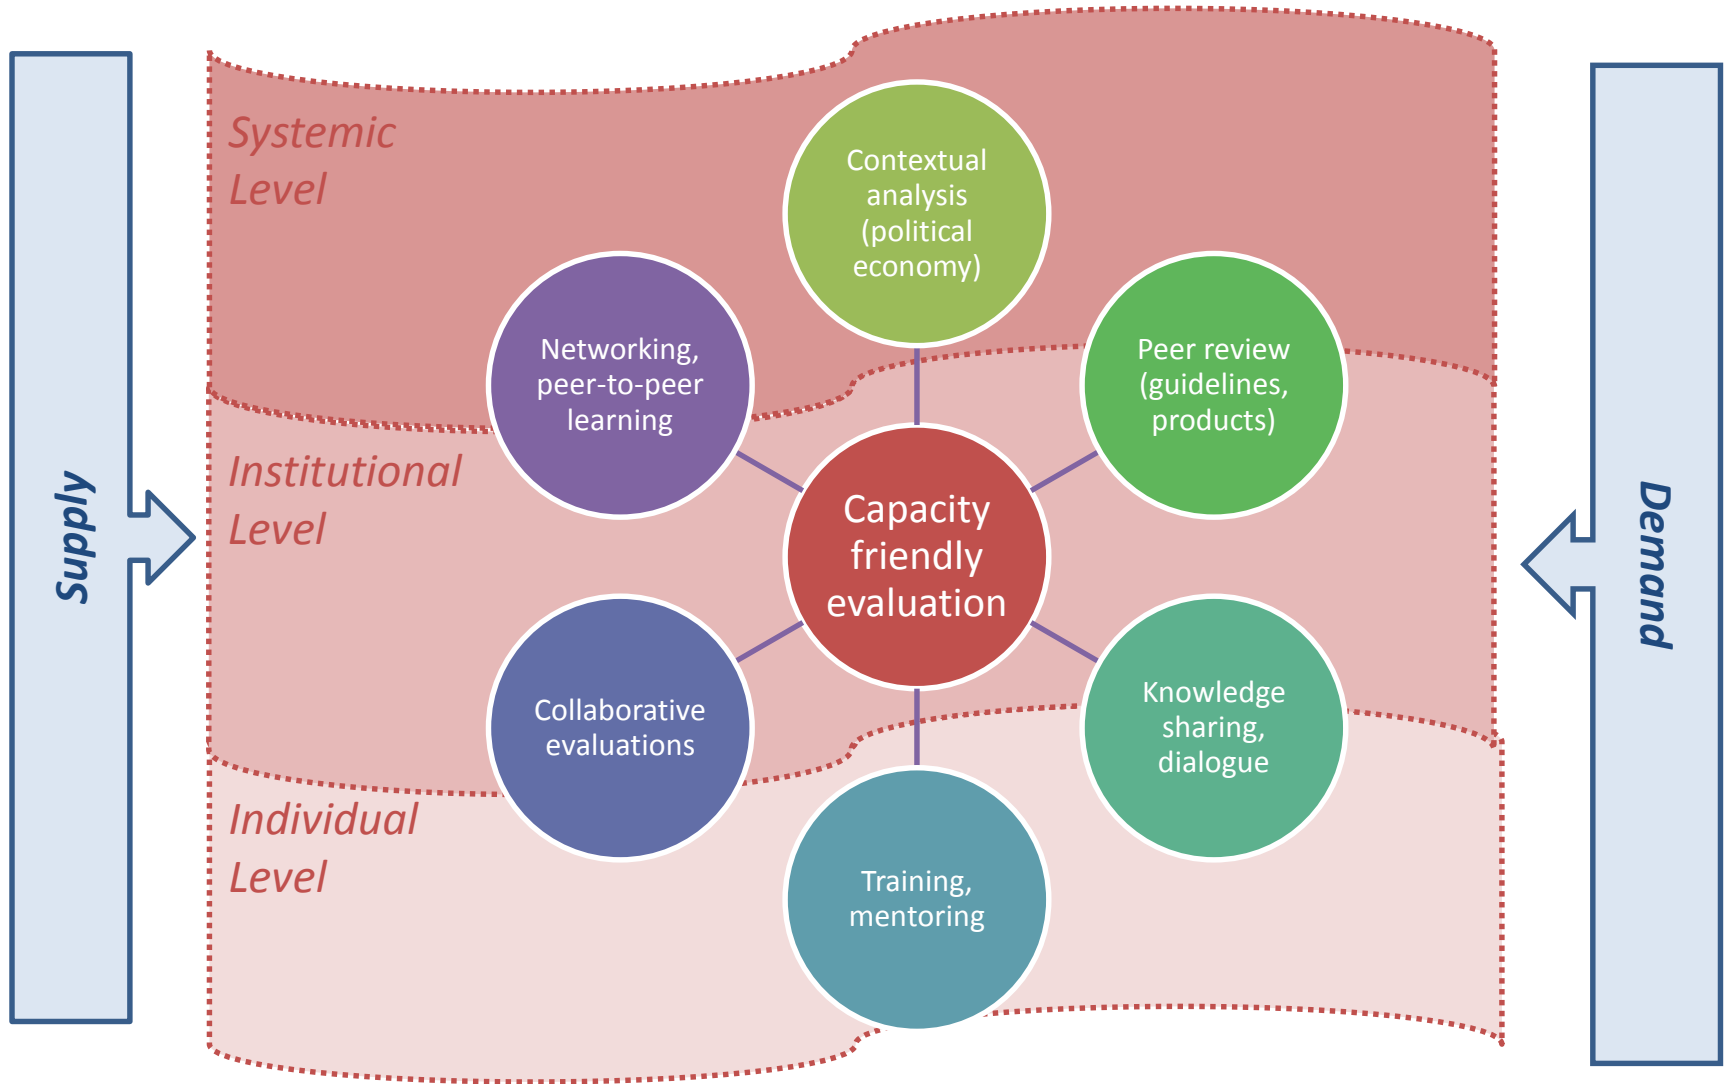 Systemic
Level
Contextual
analysis
(political
economy)
Networking,
peer-to-peer
learning
Peer review
(guidelines,
products)
Institutional
Level
Supply
Capacity
friendly
evaluation
Demand
Collaborative
evaluations
Knowledge
sharing,
dialogue
Individual
Level
Training,
mentoring